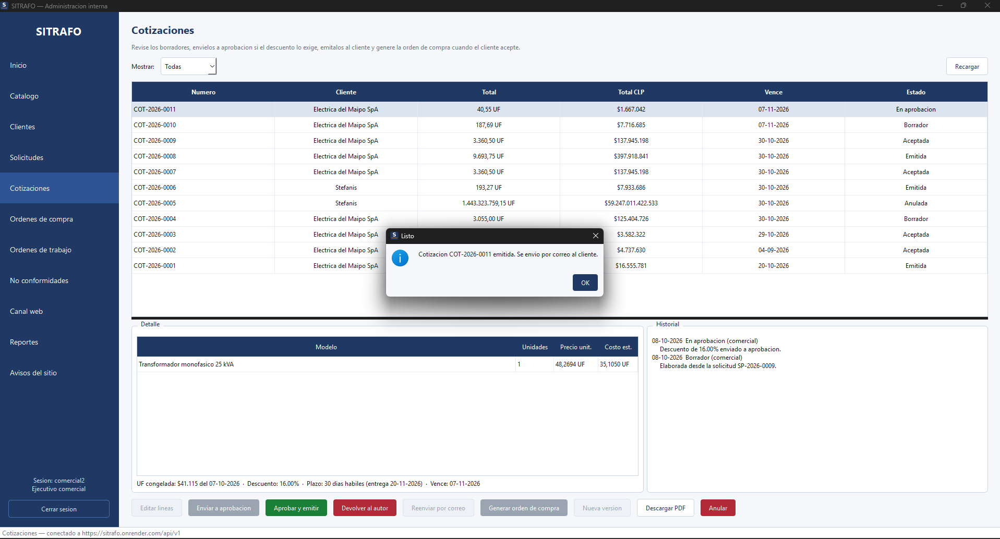 SITRAFO — Administracion interna
SITRAFO
Inicio
Catalogo
Clientes
Solicitudes
Cotizaciones
Ordenes de compra
Ordenes de trabajo
No conformidades
Canal web
Reportes
Avisos del sitio
Sesion: comercial2
Ejecutivo comercial
Cerrar sesion
Cotizaciones
Revise los borradores, envielos a aprobacion si el descuento lo exige, emitalos al cliente y genere la orden de compra cuando el cliente acepte.
Mostrar: Todas Recargar
Numero Cliente Total Total CLP Vence Estado
COT-2026-0011 Electrica del Maipo SpA 40,55 UF $1.667.042 07-11-2026 En aprobacion
COT-2026-0010 Electrica del Maipo SpA 187,69 UF $7.716.685 07-11-2026 Borrador
COT-2026-0009 Electrica del Maipo SpA 3.360,50 UF $137.945.198 30-10-2026 Aceptada
COT-2026-0008 Electrica del Maipo SpA 9.693,75 UF $397.918.841 30-10-2026 Emitida
COT-2026-0007 Electrica del Maipo SpA 3.360,50 UF $137.945.198 30-10-2026 Aceptada
COT-2026-0006 Stefanis 193,27 UF $7.933.686 30-10-2026 Emitida
COT-2026-0005 Stefanis 1.443.323.759,15 UF $59.247.011.422.533 30-10-2026 Anulada
COT-2026-0004 Electrica del Maipo SpA 3.055,00 UF $125.404.726 30-10-2026 Borrador
COT-2026-0003 Electrica del Maipo SpA $3.582.322 29-10-2026 Aceptada
COT-2026-0002 Electrica del Maipo SpA $4.737.630 04-09-2026 Aceptada
COT-2026-0001 Electrica del Maipo SpA $16.555.781 20-10-2026 Emitida
S Listo
Cotizacion COT-2026-0011 emitida. Se envio por correo al cliente.
OK
Detalle
Modelo Unidades Precio unit. Costo est.
Transformador monofasico 25 kVA 1 48,2694 UF 35,1050 UF
UF congelada: $41.115 del 07-10-2026 · Descuento: 16.00% · Plazo: 30 dias habiles (entrega 20-11-2026) · Vence: 07-11-2026
Historial
08-10-2026 En aprobacion (comercial)
Descuento de 16.00% enviado a aprobacion.
08-10-2026 Borrador (comercial)
Elaborada desde la solicitud SP-2026-0009.
Editar lineas Enviar a aprobacion Aprobar y emitir Devolver al autor Reenviar por correo Generar orden de compra Nueva version Descargar PDF Anular
Cotizaciones — conectado a https://sitrafo.onrender.com/api/v1